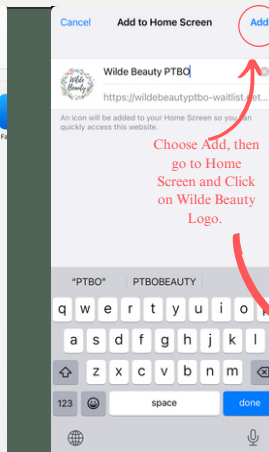 Cancel Add to Home Screen Add
Wilde Beauty
Wilde Beauty PTBO
https://wildebeautyptbo-waitlist.
An icon will be added to your Home Screen so you can
quickly access this website.
Choose Add, then
go to Home
Screen and Click
on Wilde Beauty
Logo.
"PTBO" PTBOBEAUTY
q w e r t y u i o p
a s d f g h j k l
z x c v b n m
123 space done